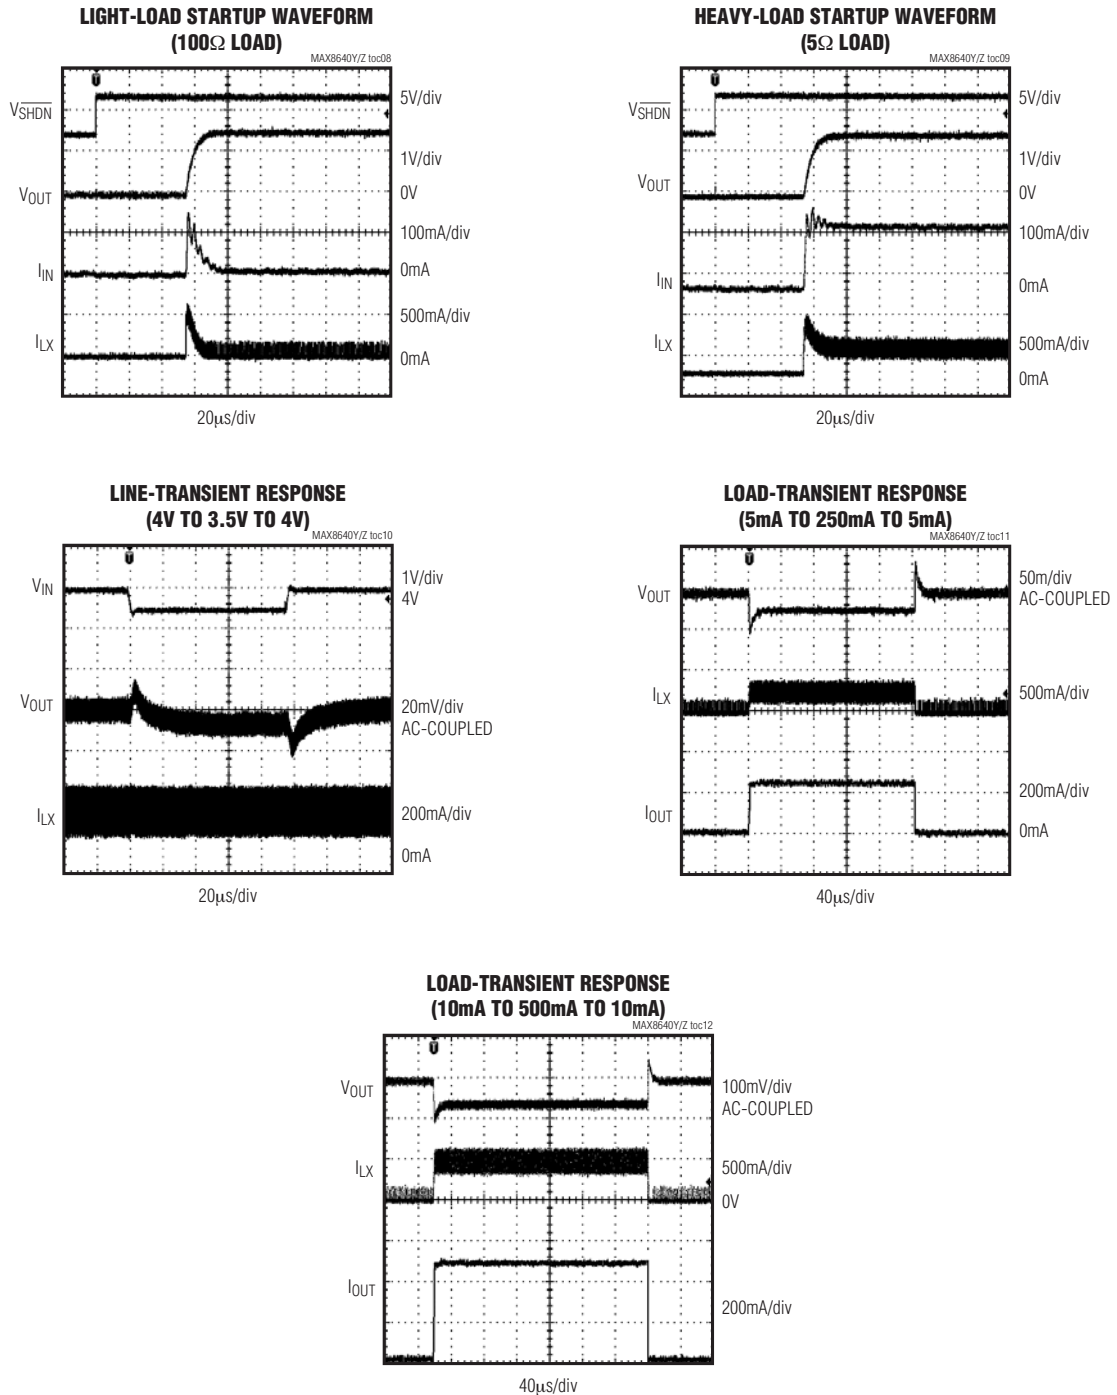 LIGHT-LOAD STARTUP WAVEFORM
(100Ω LOAD)
MAX8640Y/Z toc08
VSHDN
5V/div
1V/div
VOUT
0V
100mA/div
IIN
0mA
500mA/div
ILX
0mA
20µs/div
HEAVY-LOAD STARTUP WAVEFORM
(5Ω LOAD)
MAX8640Y/Z toc09
VSHDN
5V/div
1V/div
VOUT
0V
100mA/div
IIN
0mA
ILX
500mA/div
0mA
20µs/div
LINE-TRANSIENT RESPONSE
(4V TO 3.5V TO 4V)
MAX8640Y/Z toc10
VIN
1V/div
4V
VOUT
20mV/div
AC-COUPLED
ILX
200mA/div
0mA
20µs/div
LOAD-TRANSIENT RESPONSE
(5mA TO 250mA TO 5mA)
MAX8640Y/Z toc11
VOUT
50m/div
AC-COUPLED
ILX
500mA/div
200mA/div
IOUT
0mA
40µs/div
LOAD-TRANSIENT RESPONSE
(10mA TO 500mA TO 10mA)
MAX8640Y/Z toc12
VOUT
100mV/div
AC-COUPLED
ILX
500mA/div
0V
IOUT
200mA/div
40µs/div